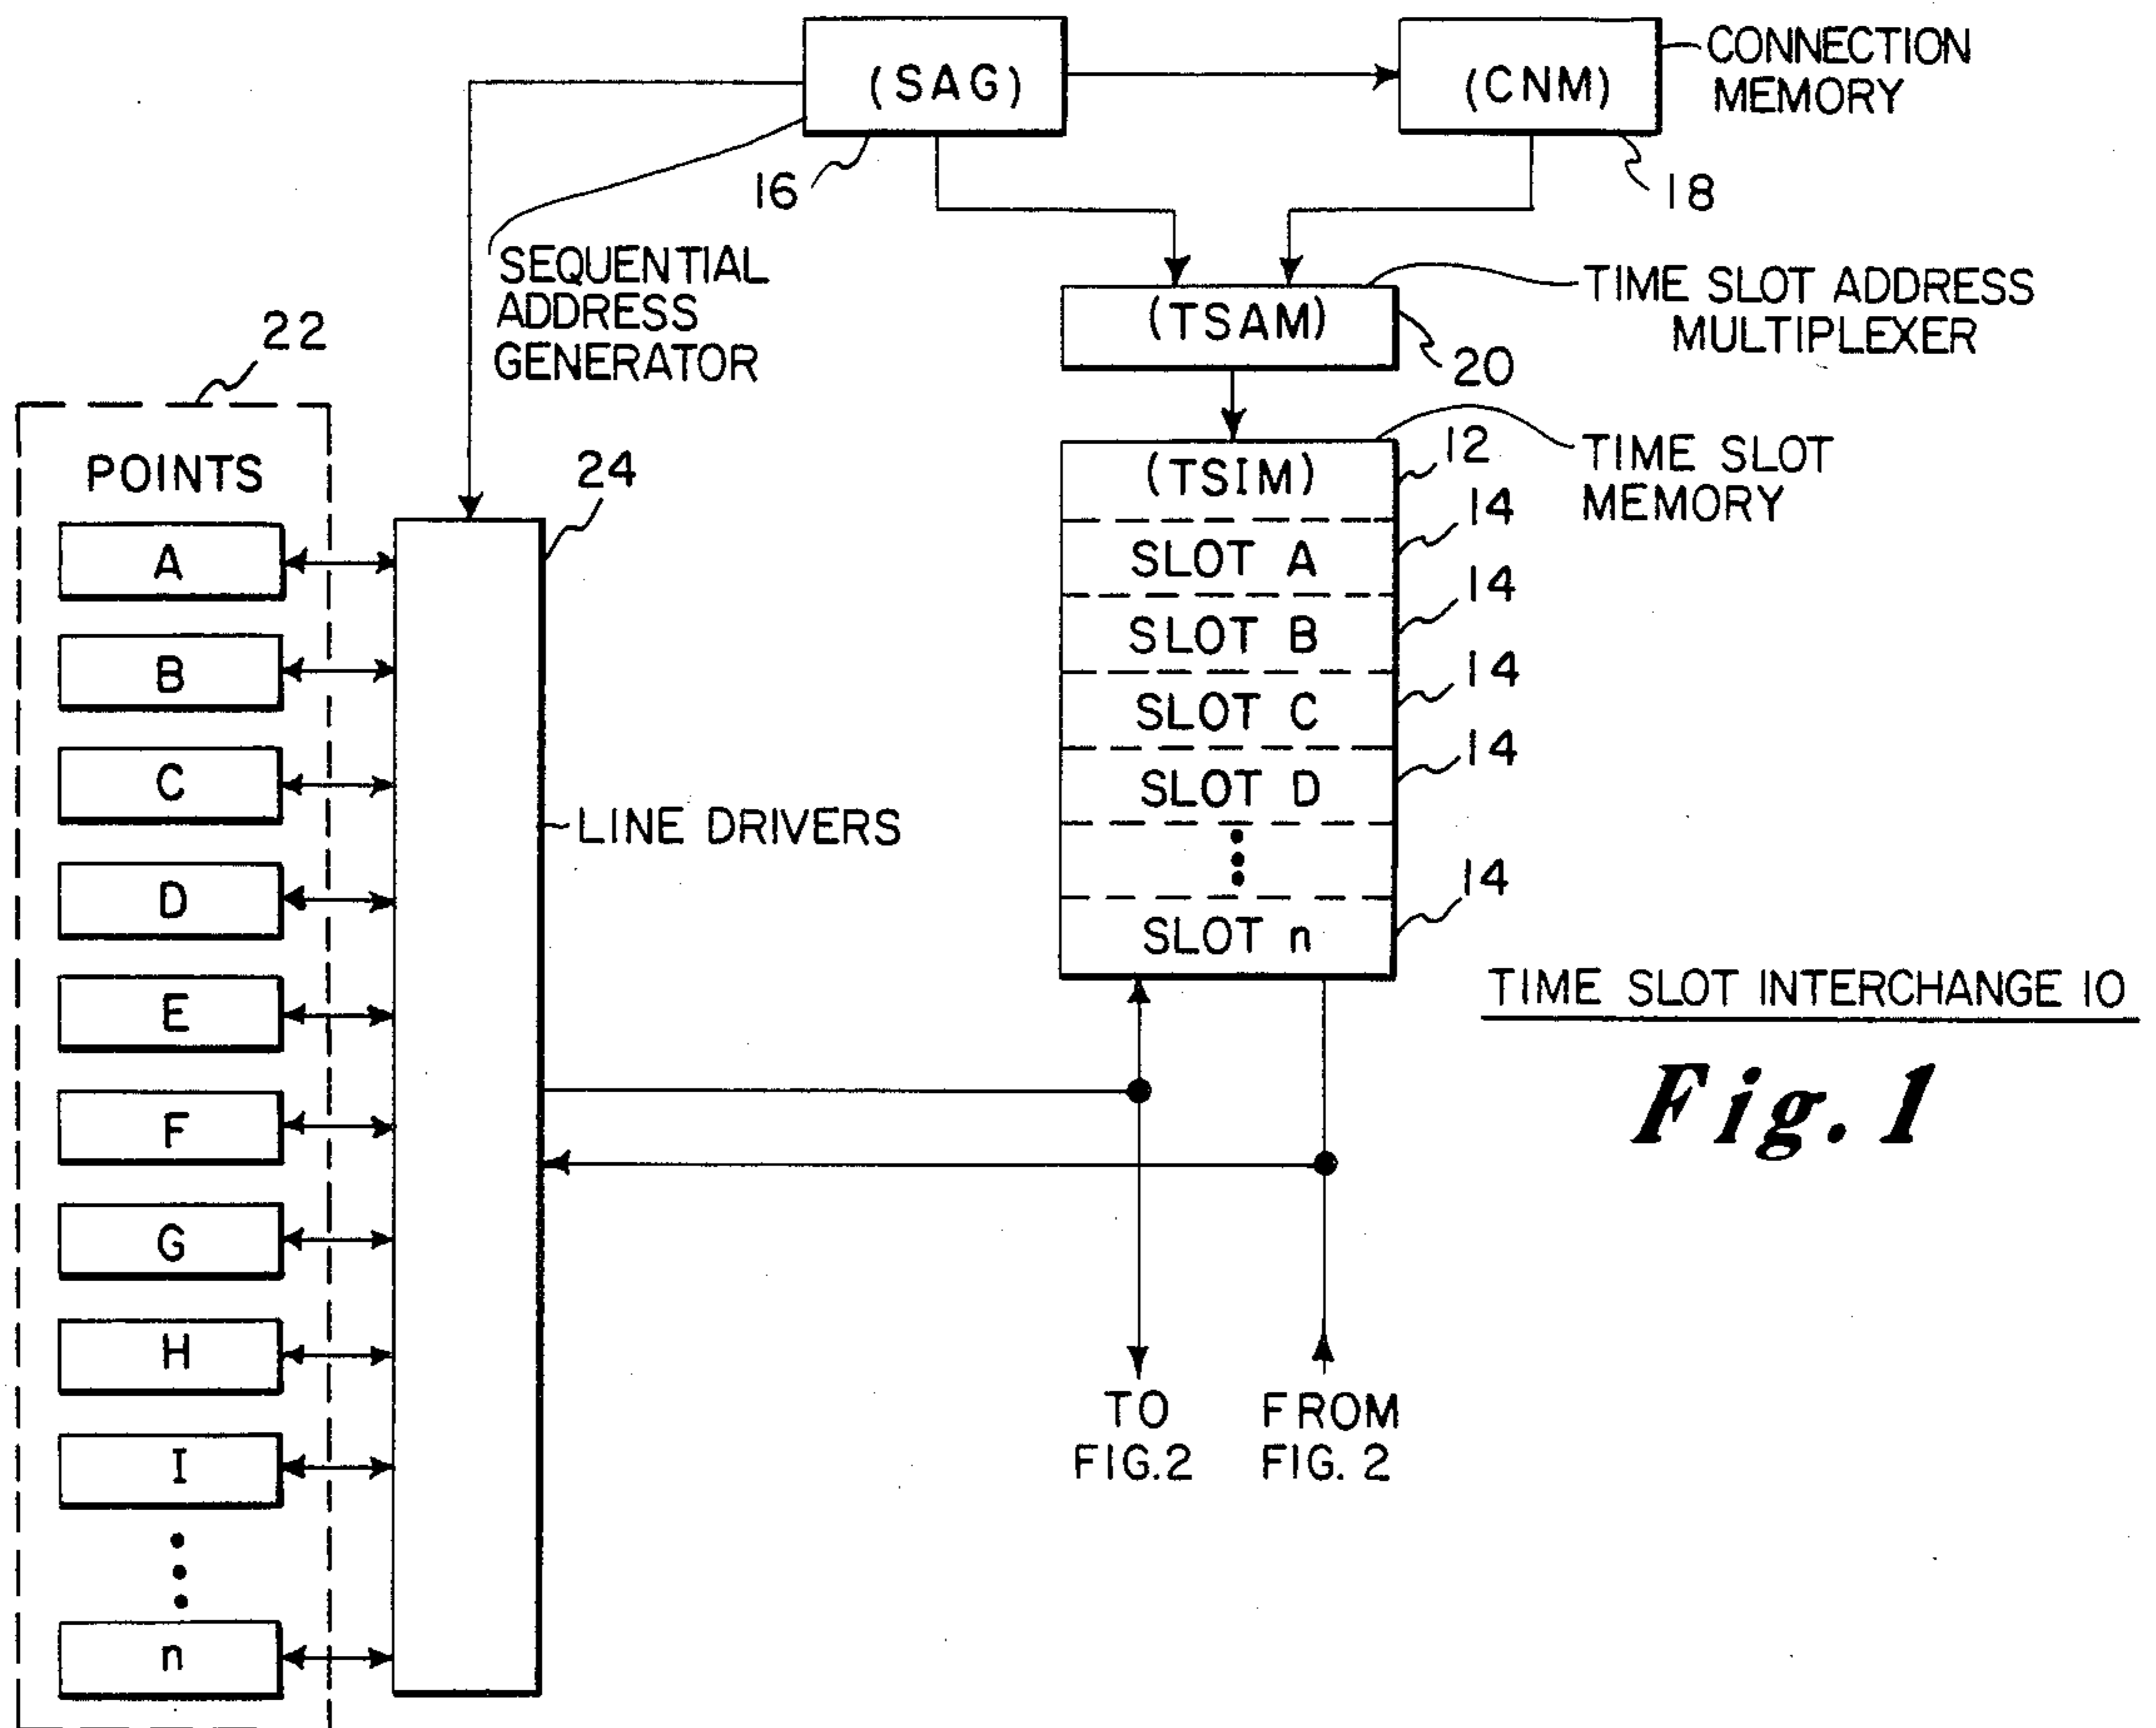 (SAG)
(CNM)
CONNECTION
MEMORY
16
18
SEQUENTIAL
ADDRESS
GENERATOR
(TSAM)
TIME SLOT ADDRESS
MULTIPLEXER
20
22
POINTS
24
(TSIM)
12
TIME SLOT
MEMORY
A
SLOT A
14
B
SLOT B
14
C
SLOT C
14
D
SLOT D
14
LINE DRIVERS
SLOT n
14
E
F
G
H
I
n
TIME SLOT INTERCHANGE 10
Fig. 1
TO
FIG.2
FROM
FIG. 2